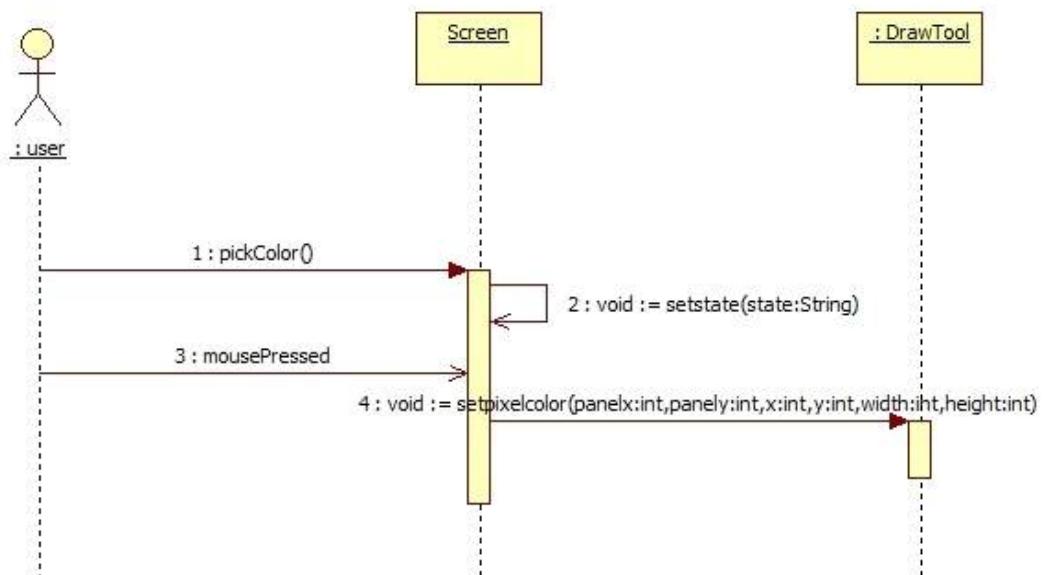 Screen
: DrawTool
: user
1 : pickColor()
2 : void := setstate(state:String)
3 : mousePressed
4 : void := setpixelcolor(panelx:int,panely:int,x:int,y:int,width:int,height:int)